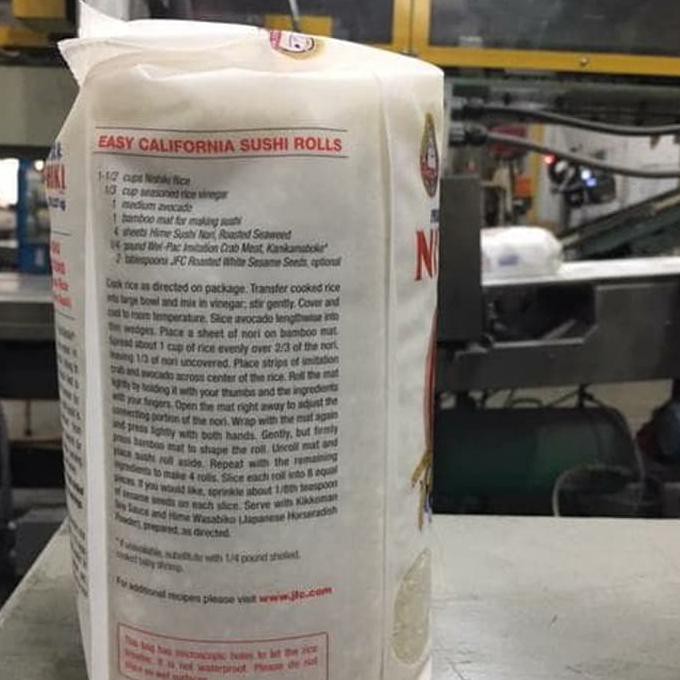 EASY CALIFORNIA SUSHI ROLLS
1-1/2 cups Nishiki Rice
1/3 cup seasoned rice vinegar
1 medium avocado
1 bamboo mat for making sushi
4 sheets Hime Sushi Nori, Roasted Seaweed
1/4 pound Wel-Pac Imitation Crab Meat, Kanikamaboko*
2 tablespoons JFC Roasted White Sesame Seeds, optional
Cook rice as directed on package. Transfer cooked rice
into large bowl and mix in vinegar; stir gently. Cover and
cool to room temperature. Slice avocado lengthwise into
thin wedges. Place a sheet of nori on bamboo mat.
Spread about 1 cup of rice evenly over 2/3 of the nori,
leaving 1/3 of nori uncovered. Place strips of imitation
crab and avocado across center of the rice. Roll the mat
tightly by holding it with your thumbs and the ingredients
with your fingers. Open the mat right away to adjust the
connecting portion of the nori. Wrap with the mat again
and press tightly with both hands. Gently, but firmly
press bamboo mat to shape the roll. Unroll mat and
place sushi roll aside. Repeat with the remaining
ingredients to make 4 rolls. Slice each roll into 8 equal
pieces. If you would like, sprinkle about 1/8th teaspoon
of sesame seeds on each slice. Serve with Kikkoman
Soy Sauce and Hime Wasabiko (Japanese Horseradish
Powder), prepared, as directed.
*If unavailable, substitute with 1/4 pound shelled,
cooked baby shrimp.
For additional recipes please visit www.jfc.com
This bag has microscopic holes to let the rice
breathe. It is not waterproof. Please do not
place on wet surface.